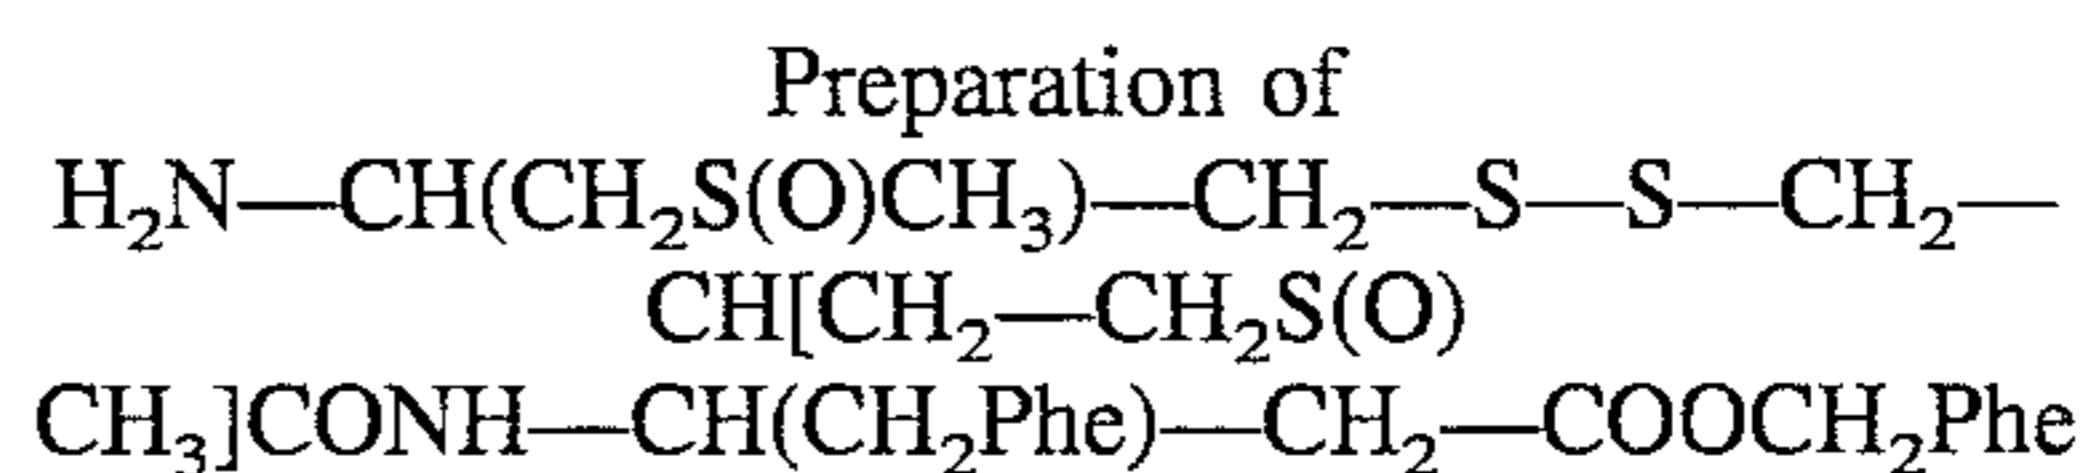 Preparation of
H₂N—CH(CH₂S(O)CH₃)—CH₂—S—S—CH₂—
CH[CH₂—CH₂S(O)
CH₃]CONH—CH(CH₂Phe)—CH₂—COOCH₂Phe